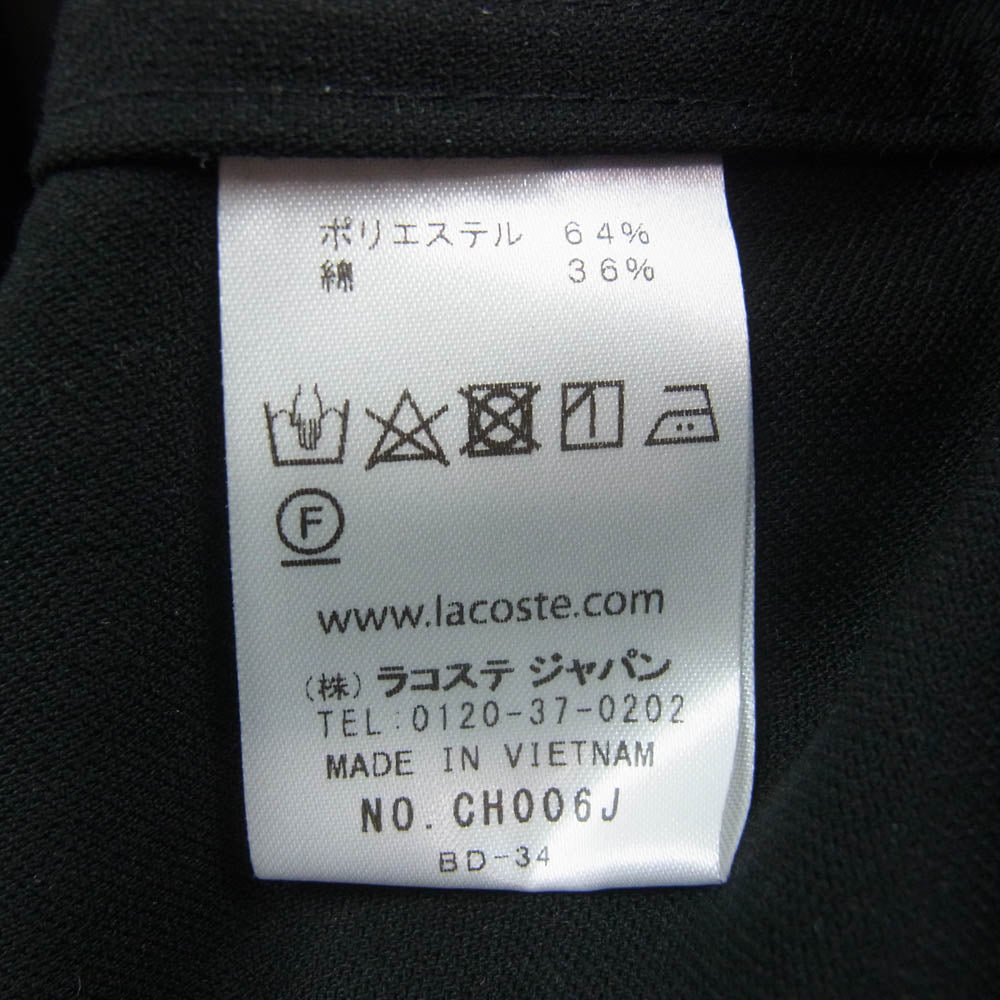 ポリエステル 64%
綿 36%
F
www.lacoste.com
(株) ラコステ ジャパン
TEL:0120-37-0202
MADE IN VIETNAM
NO. CH006J
BD-34